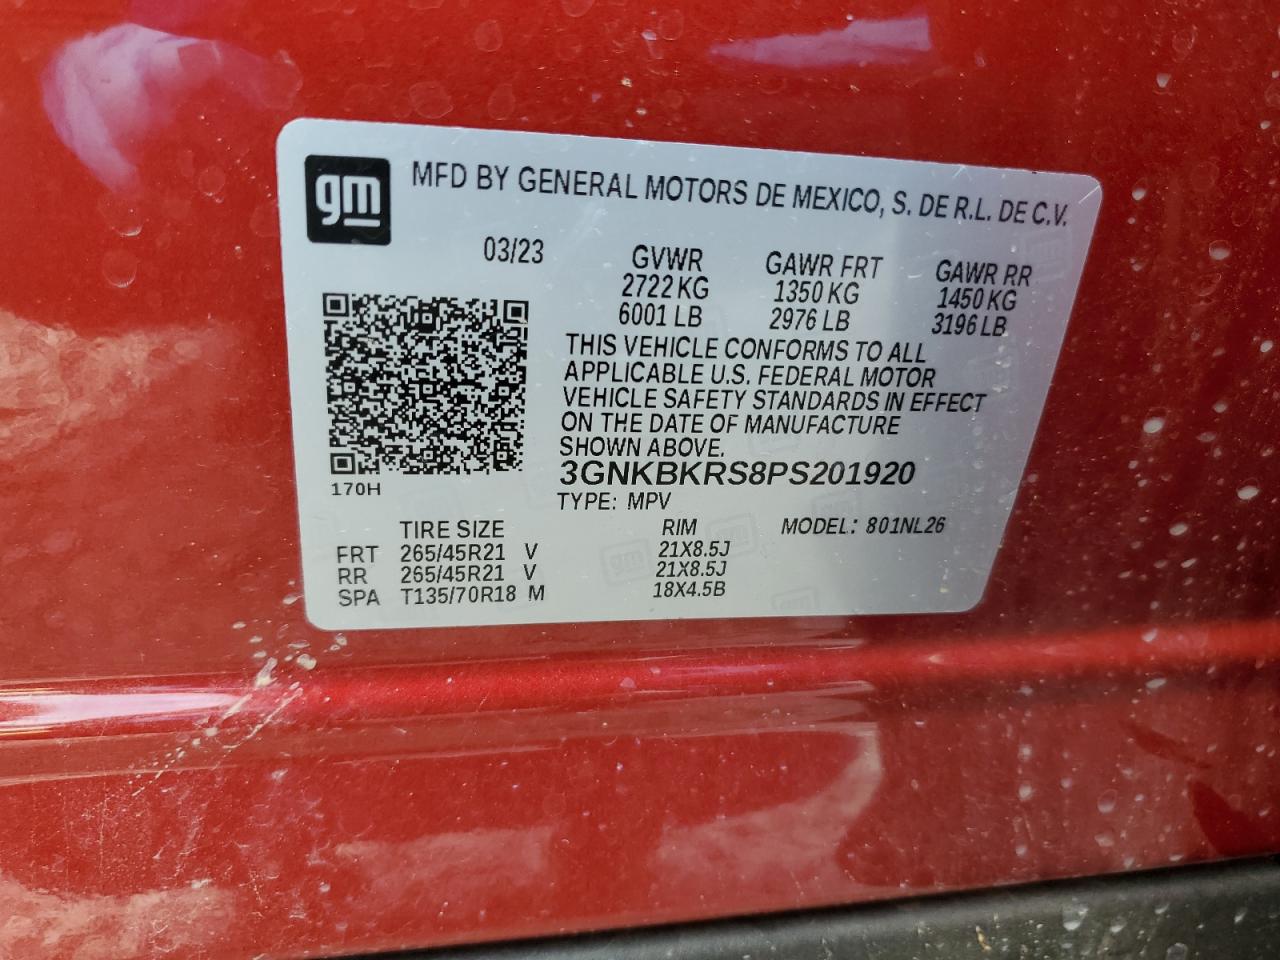 gm
MFD BY GENERAL MOTORS DE MEXICO, S. DE R.L. DE C.V.
03/23
GVWR GAWR FRT GAWR RR
2722 KG 1350 KG 1450 KG
6001 LB 2976 LB 3196 LB
THIS VEHICLE CONFORMS TO ALL
APPLICABLE U.S. FEDERAL MOTOR
VEHICLE SAFETY STANDARDS IN EFFECT
ON THE DATE OF MANUFACTURE
SHOWN ABOVE.
3GNKBKRS8PS201920
170H
TYPE: MPV
TIRE SIZE RIM MODEL: 801NL26
FRT 265/45R21 V 21X8.5J
RR 265/45R21 V 21X8.5J
SPA T135/70R18 M 18X4.5B